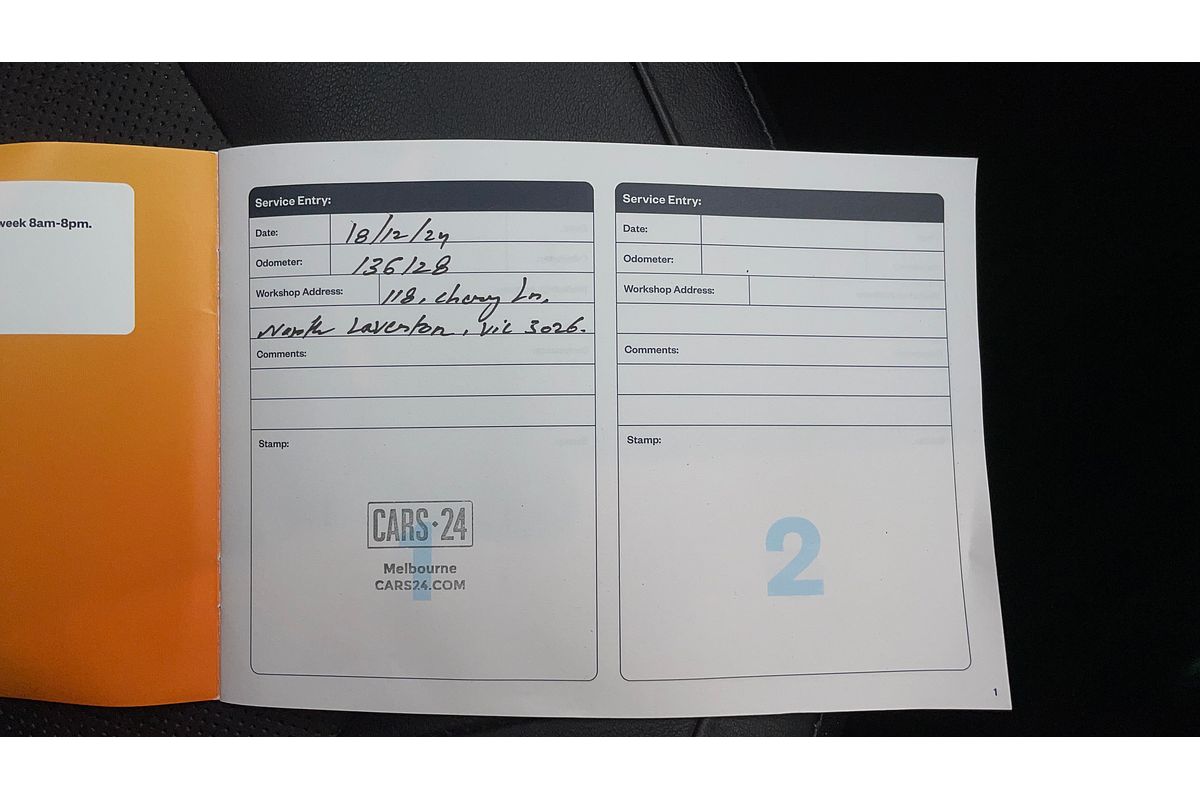 week 8am-8pm.
Service Entry:
Date: 18/12/24
Odometer: 136128
Workshop Address: 118, cherry Ln,
North Laverton, Vic 3026.
Comments:
Stamp:
CARS·24
1
Melbourne
CARS24.COM
Service Entry:
Date:
Odometer:
Workshop Address:
Comments:
Stamp:
2
1